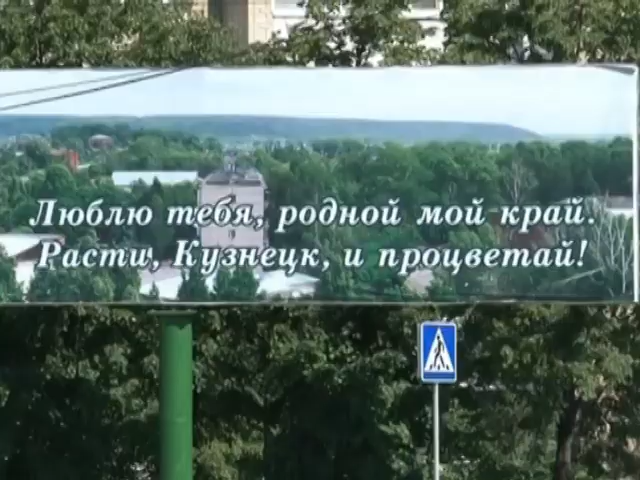 Люблю тебя, родной мой край.
Расти, Кузнецк, и процветай!